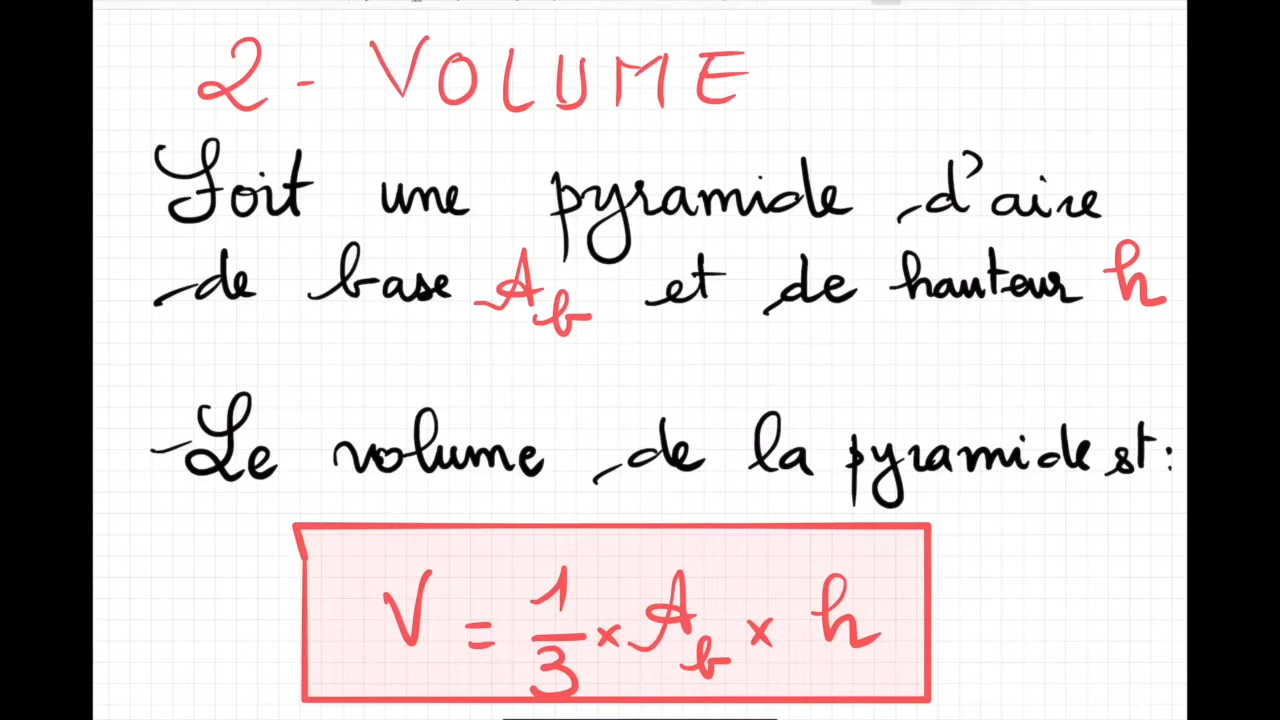 2 - VOLUME
Soit une pyramide d'aire
de base A_b et de hauteur h
Le volume de la pyramide st :
V = 1/3 × A_b × h